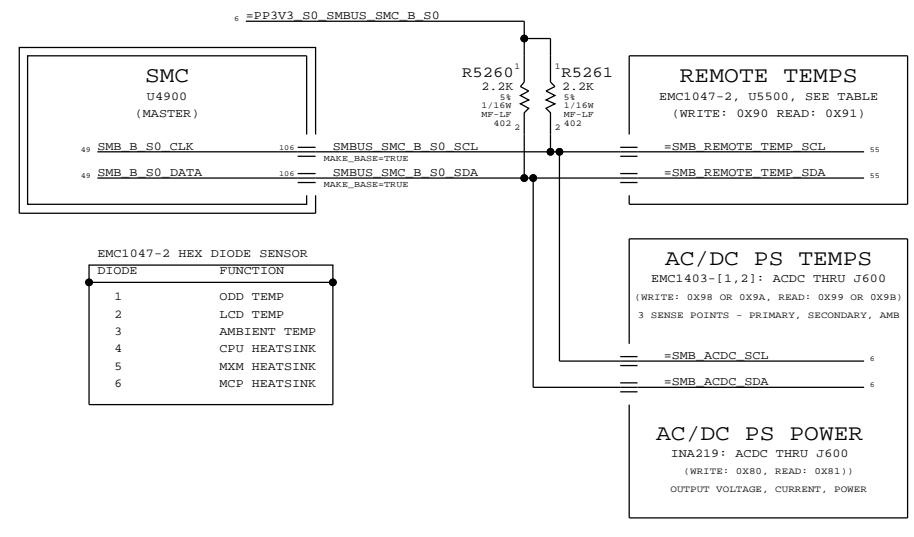 6 =PP3V3_S0_SMBUS_SMC_B_S0
SMC
U4900
(MASTER)
49 SMB_B_S0_CLK 106
49 SMB_B_S0_DATA 106
SMBUS_SMC_B_S0_SCL
MAKE_BASE=TRUE
SMBUS_SMC_B_S0_SDA
MAKE_BASE=TRUE
R5260 1
2.2K
5%
1/16W
MF-LF
402 2
1 R5261
2.2K
5%
1/16W
MF-LF
2 402
REMOTE TEMPS
EMC1047-2, U5500, SEE TABLE
(WRITE: 0X90 READ: 0X91)
=SMB_REMOTE_TEMP_SCL 55
=SMB_REMOTE_TEMP_SDA 55
EMC1047-2 HEX DIODE SENSOR
DIODE FUNCTION
1 ODD TEMP
2 LCD TEMP
3 AMBIENT TEMP
4 CPU HEATSINK
5 MXM HEATSINK
6 MCP HEATSINK
AC/DC PS TEMPS
EMC1403-[1,2]: ACDC THRU J600
(WRITE: 0X98 OR 0X9A, READ: 0X99 OR 0X9B)
3 SENSE POINTS - PRIMARY, SECONDARY, AMB
=SMB_ACDC_SCL 6
=SMB_ACDC_SDA 6
AC/DC PS POWER
INA219: ACDC THRU J600
(WRITE: 0X80, READ: 0X81))
OUTPUT VOLTAGE, CURRENT, POWER